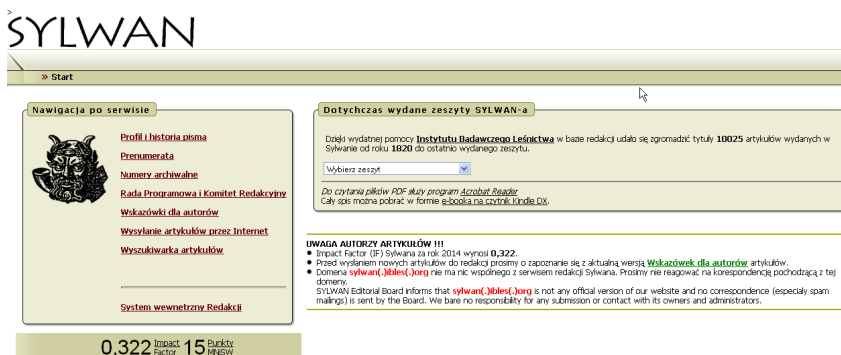 >
SYLWAN
» Start
Nawigacja po serwisie
Profil i historia pisma
Prenumerata
Numery archiwalne
Rada Programowa i Komitet Redakcyjny
Wskazówki dla autorów
Wysyłanie artykułów przez Internet
Wyszukiwarka artykułów
System wewnetrzny Redakcji
0,322 Impact Factor 15 Punkty MNiSW
Dotychczas wydane zeszyty SYLWAN-a
Dzięki wydatnej pomocy Instytutu Badawczego Leśnictwa w bazie redakcji udało się zgromadzić tytuły 10025 artykułów wydanych w
Sylwanie od roku 1820 do ostatnio wydanego zeszytu.
Wybierz zeszyt
Do czytania plików PDF służy program Acrobat Reader
Cały spis można pobrać w formie e-booka na czytnik Kindle DX.
UWAGA AUTORZY ARTYKUŁÓW !!!
● Impact Factor (IF) Sylwana za rok 2014 wynosi 0,322.
● Przed wysłaniem nowych artykułów do redakcji prosimy o zapoznanie się z aktualną wersją Wskazówek dla autorów artykułów.
● Domena sylwan(.)ibles(.)org nie ma nic wspólnego z serwisem redakcji Sylwana. Prosimy nie reagować na korespondencję pochodzącą z tej
domeny.
SYLWAN Editorial Board informs that sylwan(.)ibles(.)org is not any official version of our website and no correspondence (especialy spam
mailings) is sent by the Board. We bare no responsibility for any submission or contact with its owners and administrators.